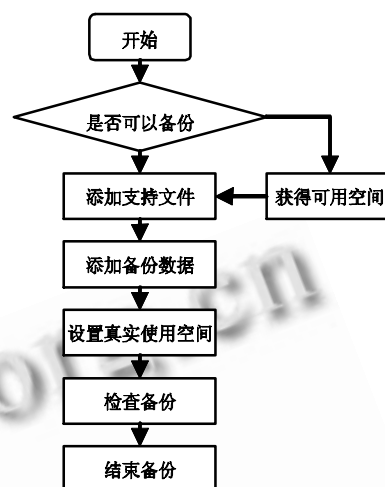 开始
是否可以备份
添加支持文件
获得可用空间
添加备份数据
设置真实使用空间
检查备份
结束备份